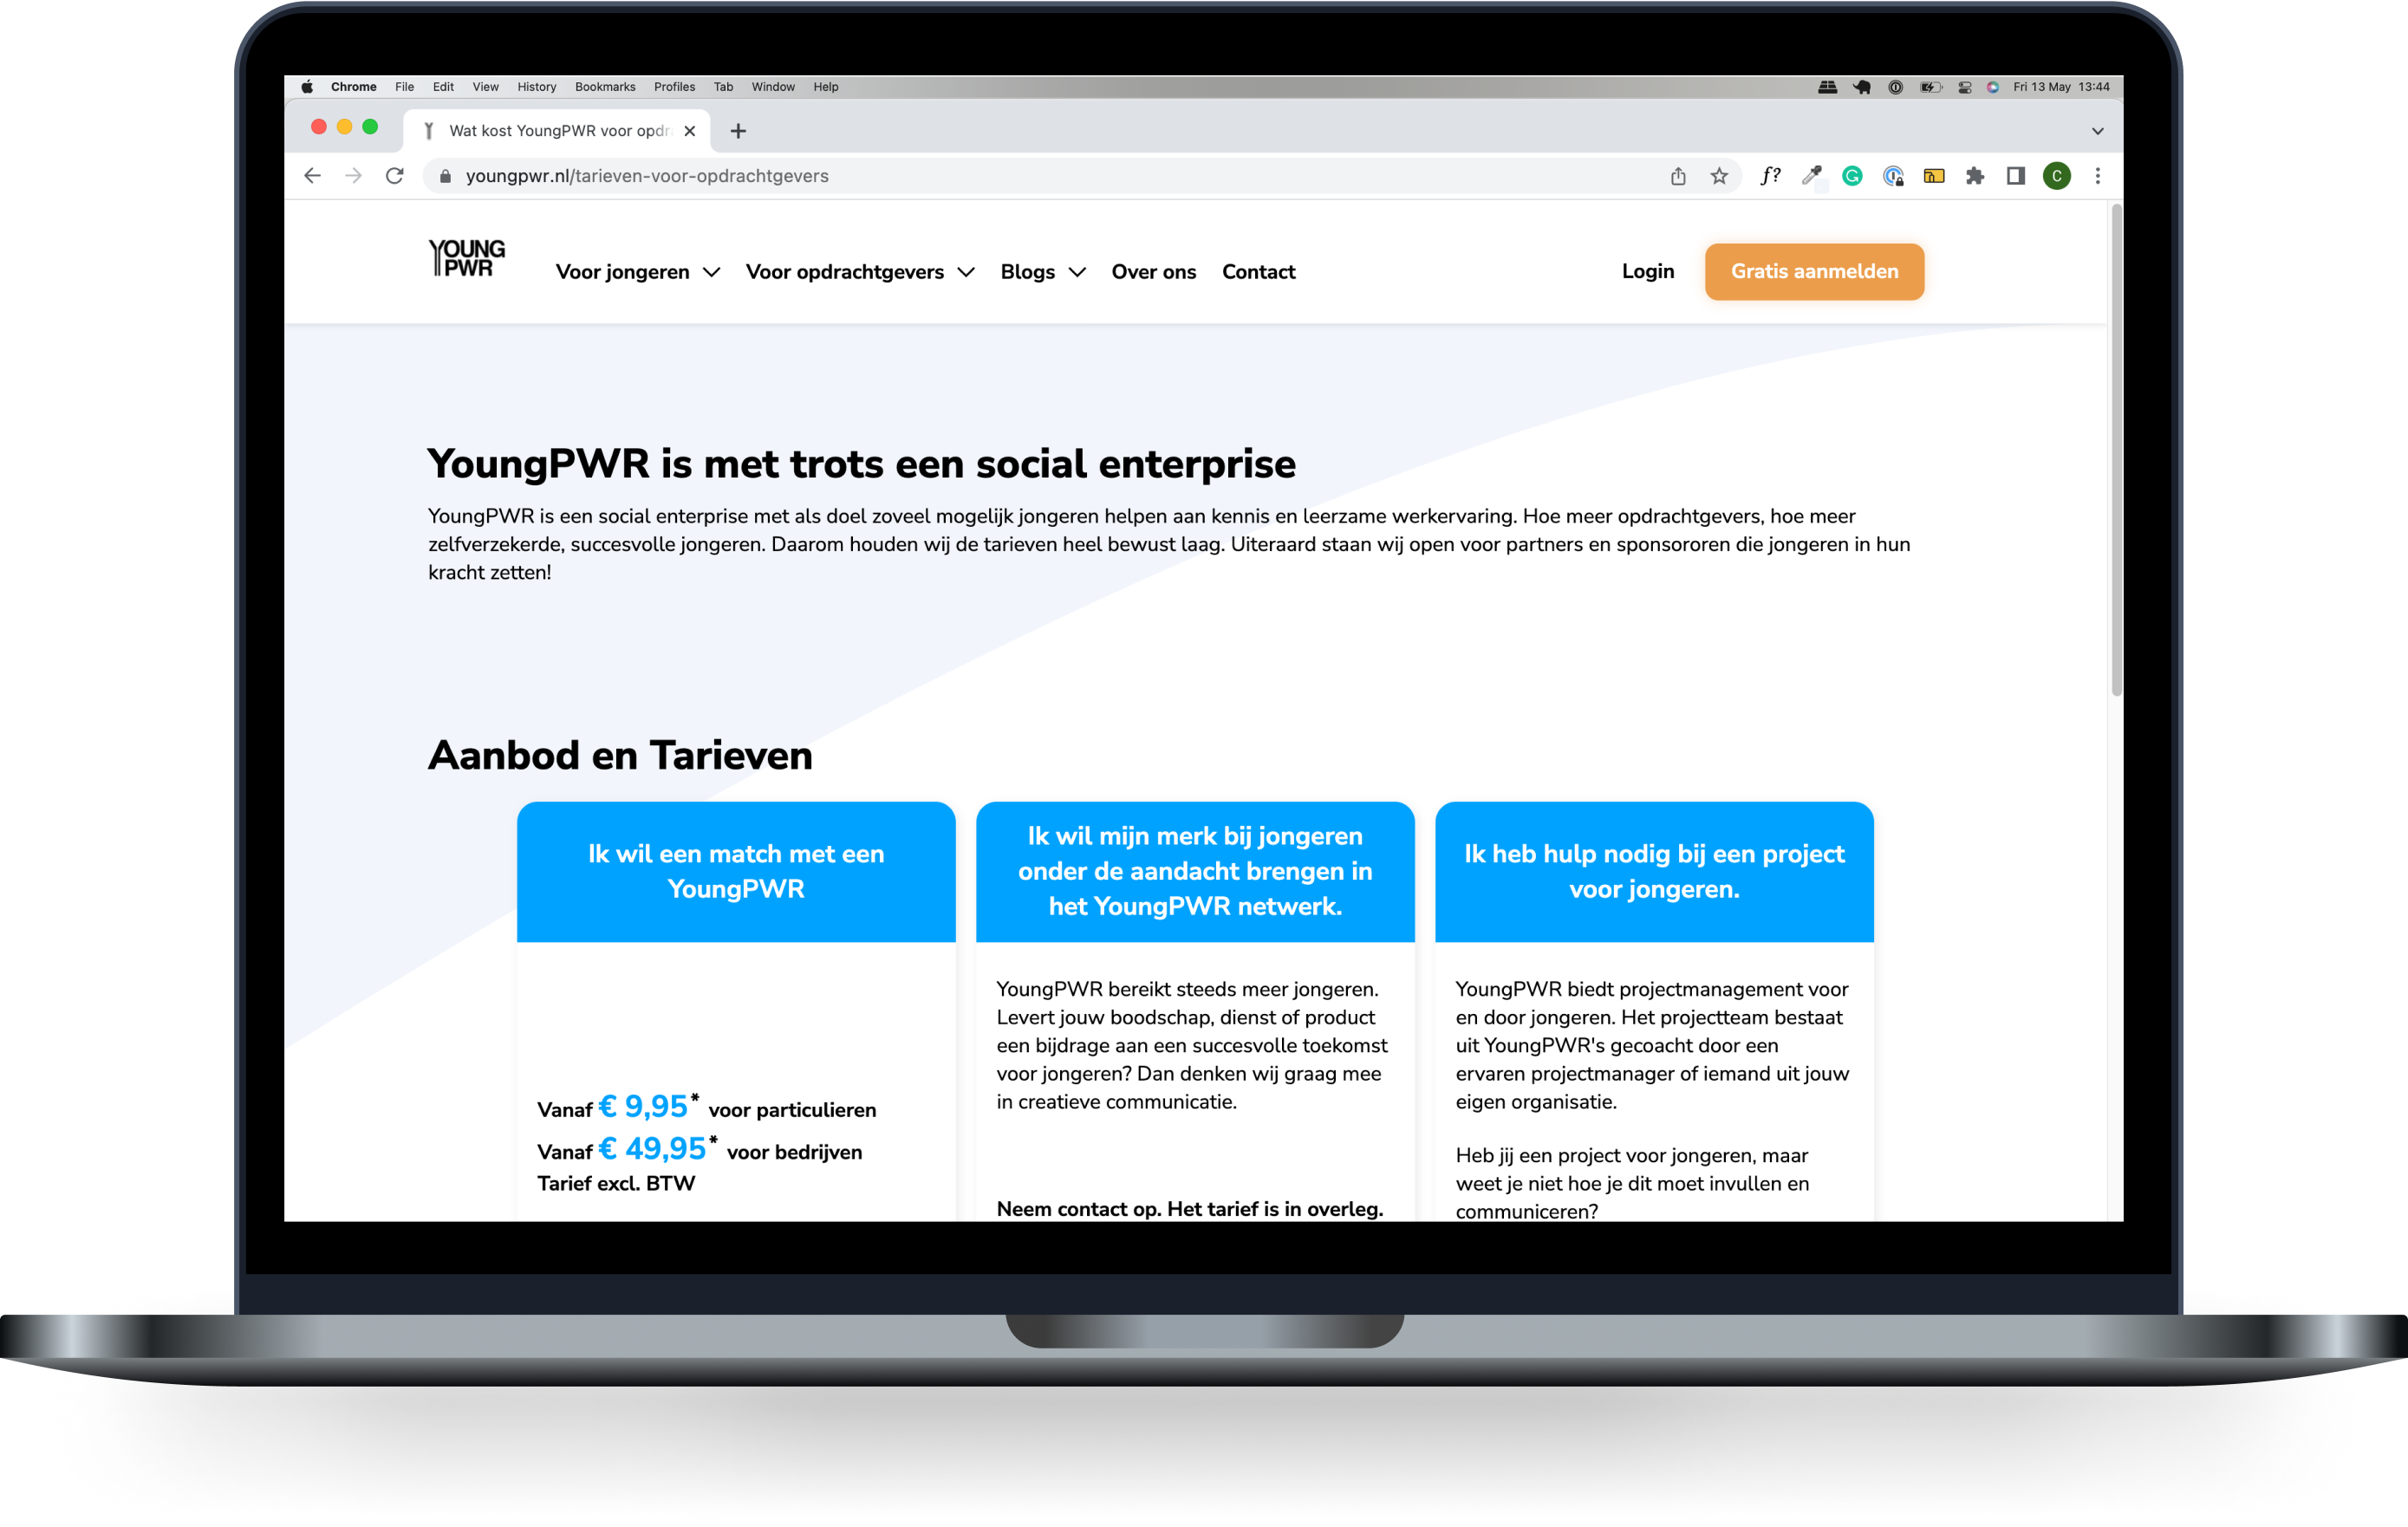 Chrome File Edit View History Bookmarks Profiles Tab Window Help Fri 13 May 13:44
Wat kost YoungPWR voor opdr
youngpwr.nl/tarieven-voor-opdrachtgevers
f? C
YOUNG
PWR
Voor jongeren Voor opdrachtgevers Blogs Over ons Contact Login Gratis aanmelden
YoungPWR is met trots een social enterprise
YoungPWR is een social enterprise met als doel zoveel mogelijk jongeren helpen aan kennis en leerzame werkervaring. Hoe meer opdrachtgevers, hoe meer
zelfverzekerde, succesvolle jongeren. Daarom houden wij de tarieven heel bewust laag. Uiteraard staan wij open voor partners en sponsororen die jongeren in hun
kracht zetten!
Aanbod en Tarieven
Ik wil een match met een
YoungPWR
Vanaf € 9,95* voor particulieren
Vanaf € 49,95* voor bedrijven
Tarief excl. BTW
Ik wil mijn merk bij jongeren
onder de aandacht brengen in
het YoungPWR netwerk.
YoungPWR bereikt steeds meer jongeren.
Levert jouw boodschap, dienst of product
een bijdrage aan een succesvolle toekomst
voor jongeren? Dan denken wij graag mee
in creatieve communicatie.
Neem contact op. Het tarief is in overleg.
Ik heb hulp nodig bij een project
voor jongeren.
YoungPWR biedt projectmanagement voor
en door jongeren. Het projectteam bestaat
uit YoungPWR's gecoacht door een
ervaren projectmanager of iemand uit jouw
eigen organisatie.
Heb jij een project voor jongeren, maar
weet je niet hoe je dit moet invullen en
communiceren?